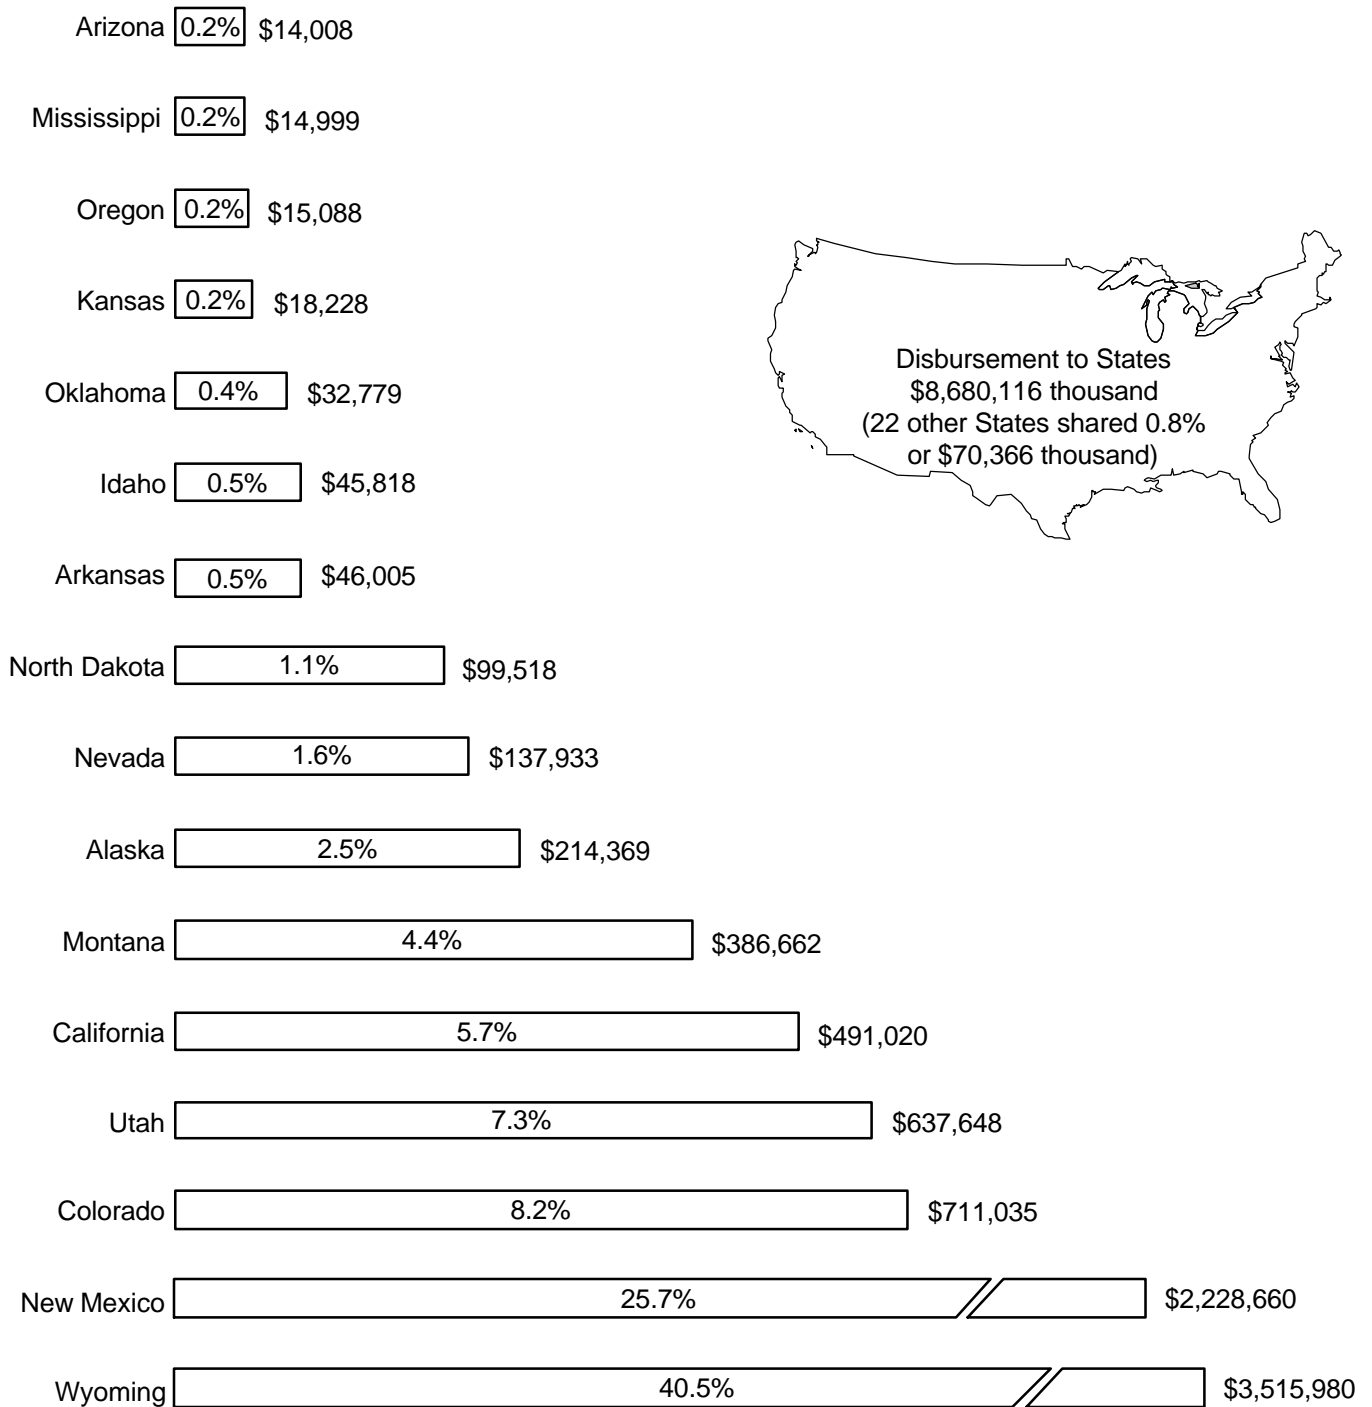 Arizona 0.2% $14,008
Mississippi 0.2% $14,999
Oregon 0.2% $15,088
Kansas 0.2% $18,228
Disbursement to States
$8,680,116 thousand
(22 other States shared 0.8%
or $70,366 thousand)
Oklahoma 0.4% $32,779
Idaho 0.5% $45,818
Arkansas 0.5% $46,005
North Dakota 1.1% $99,518
Nevada 1.6% $137,933
Alaska 2.5% $214,369
Montana 4.4% $386,662
California 5.7% $491,020
Utah 7.3% $637,648
Colorado 8.2% $711,035
New Mexico 25.7% $2,228,660
Wyoming 40.5% $3,515,980